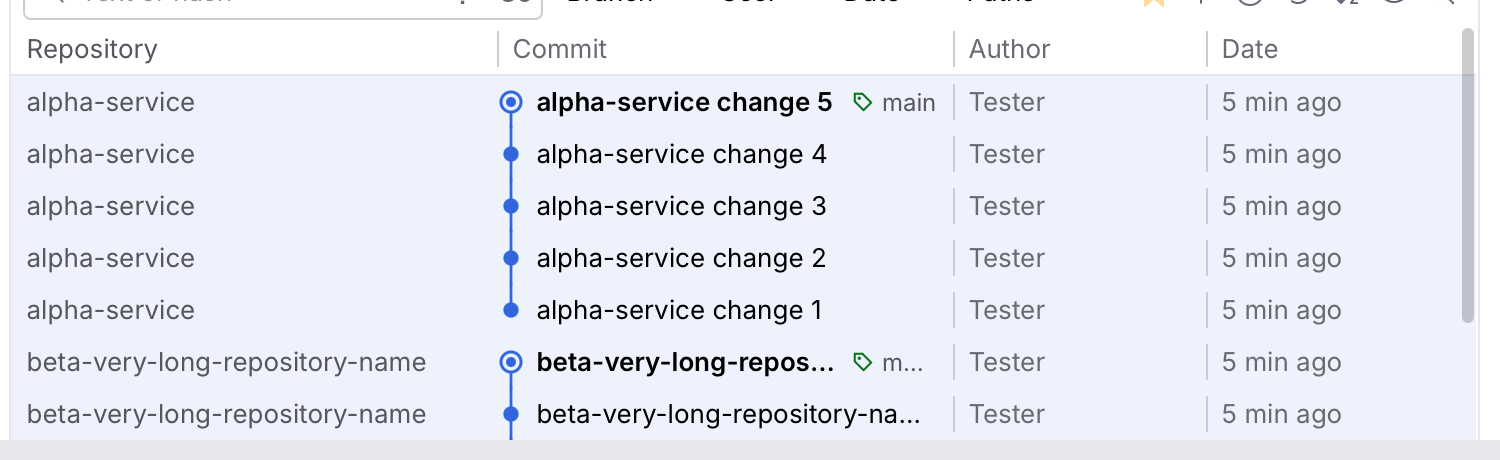 Repository Commit Author Date
alpha-service alpha-service change 5 main Tester 5 min ago
alpha-service alpha-service change 4 Tester 5 min ago
alpha-service alpha-service change 3 Tester 5 min ago
alpha-service alpha-service change 2 Tester 5 min ago
alpha-service alpha-service change 1 Tester 5 min ago
beta-very-long-repository-name beta-very-long-repos... m... Tester 5 min ago
beta-very-long-repository-name beta-very-long-repository-na... Tester 5 min ago